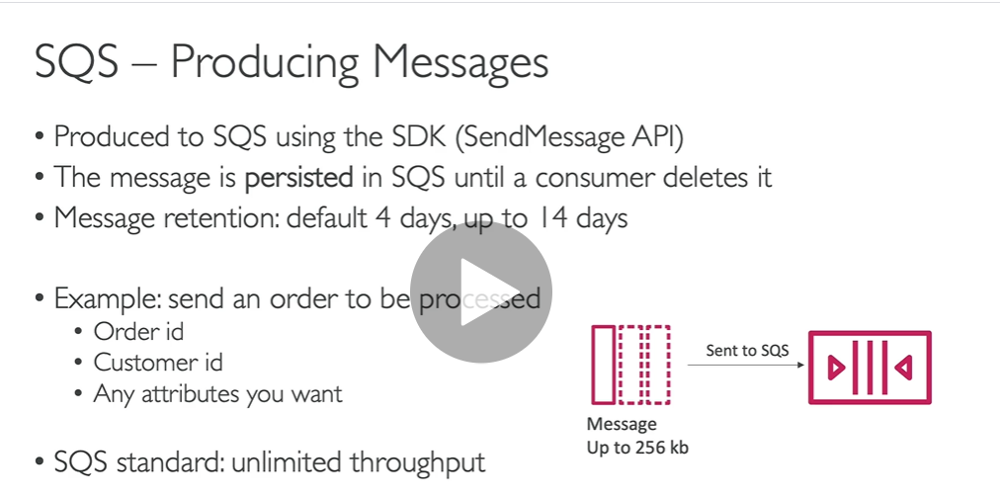 SQS – Producing Messages
• Produced to SQS using the SDK (SendMessage API)
• The message is persisted in SQS until a consumer deletes it
• Message retention: default 4 days, up to 14 days
• Example: send an order to be processed
• Order id
• Customer id
• Any attributes you want
Sent to SQS
Message
Up to 256 kb
• SQS standard: unlimited throughput